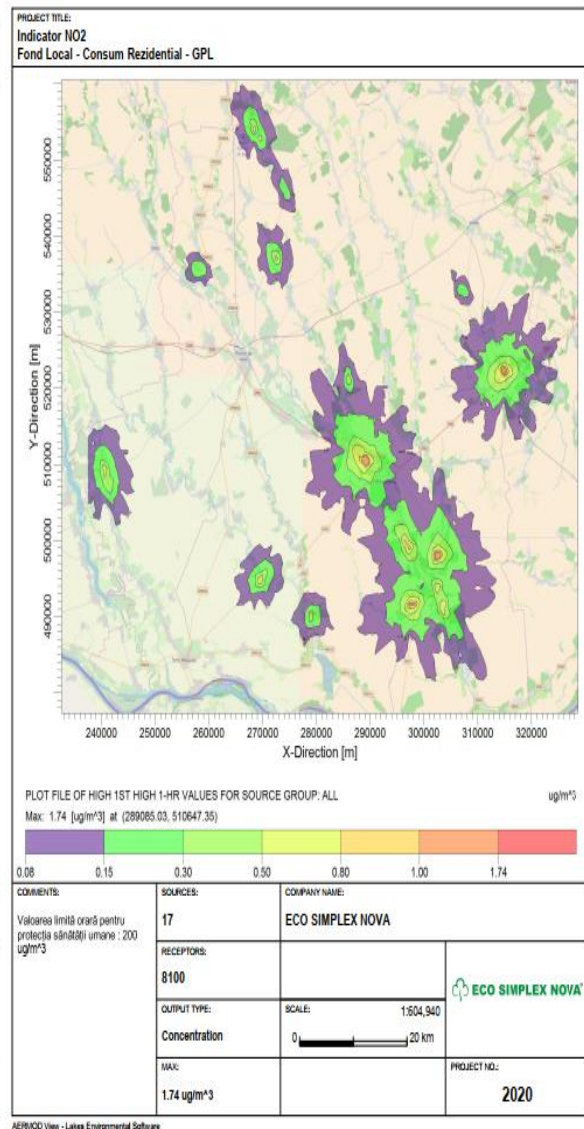 PROJECT TITLE:
Indicator NO2
Fond Local - Consum Rezidential - GPL
Y-Direction [m]
550000
540000
530000
520000
510000
500000
490000
240000 250000 260000 270000 280000 290000 300000 310000 320000
X-Direction [m]
PLOT FILE OF HIGH 1ST HIGH 1-HR VALUES FOR SOURCE GROUP: ALL
ug/m^3
Max: 1.74 [ug/m^3] at (289085.03, 510647.35)
0.08 0.15 0.30 0.50 0.80 1.00 1.74
COMMENTS:
Valoarea limită orară pentru
protecția sănătății umane : 200
ug/m^3
SOURCES:
17
COMPANY NAME:
ECO SIMPLEX NOVA
RECEPTORS:
8100
ECO SIMPLEX NOVA
OUTPUT TYPE:
Concentration
SCALE: 1:604,940
0 20 km
MAX:
1.74 ug/m^3
PROJECT NO.:
2020
AERMOD View - Lakes Environmental Software